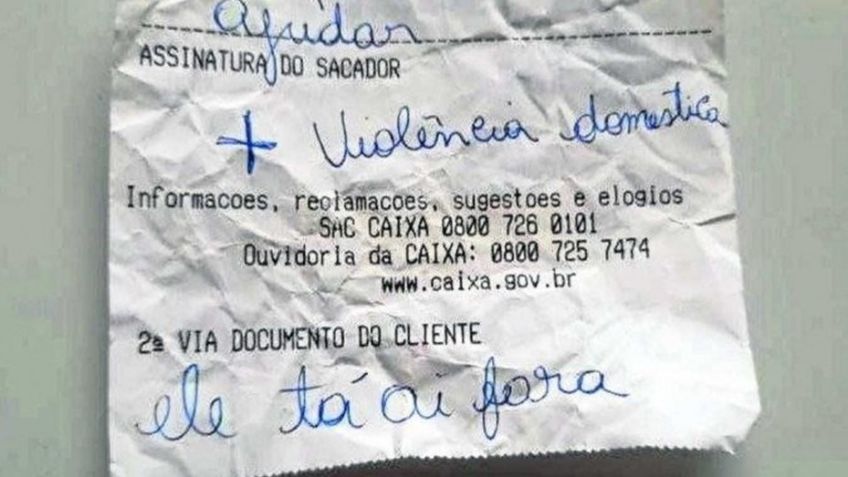 ajudar
ASSINATURA DO SACADOR
+ Violência domestica
Informacoes, reclamacoes, sugestoes e elogios
SAC CAIXA 0800 726 0101
Ouvidoria da CAIXA: 0800 725 7474
www.caixa.gov.br
2ª VIA DOCUMENTO DO CLIENTE
ele tá ai fora